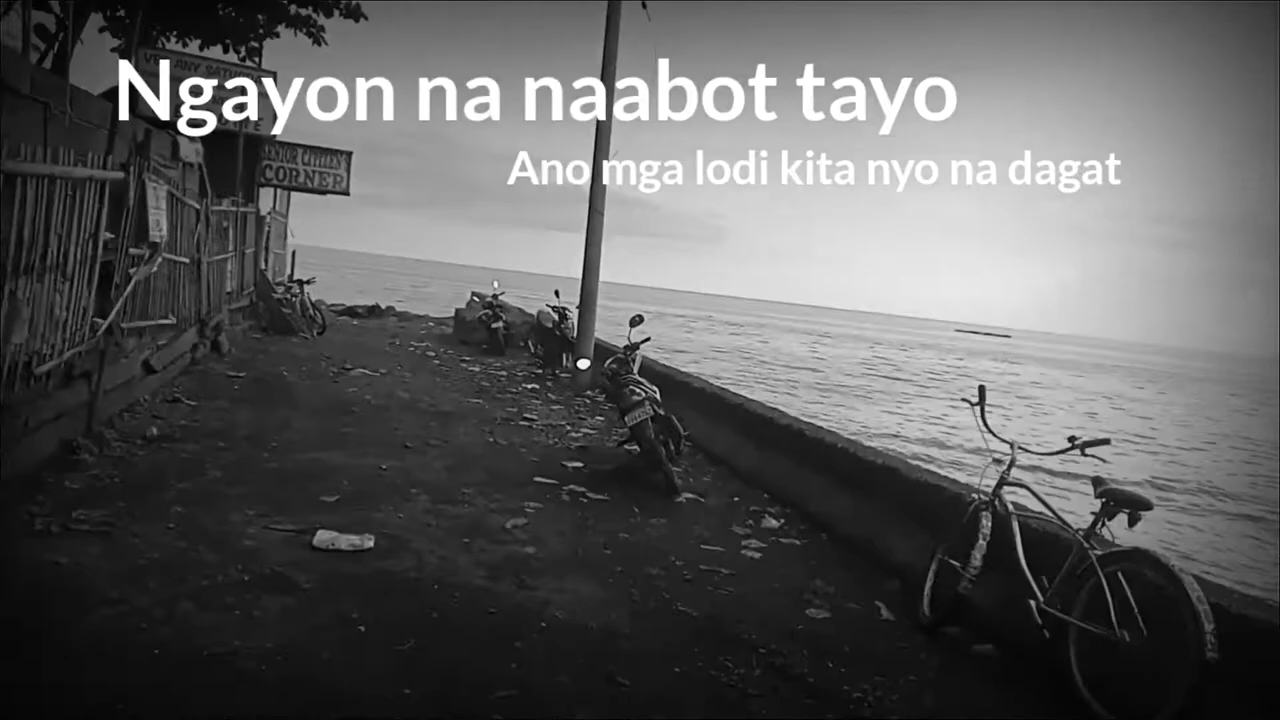 Ngayon na naabot tayo
Ano mga lodi kita nyo na dagat
SENIOR CITIZEN
CORNER